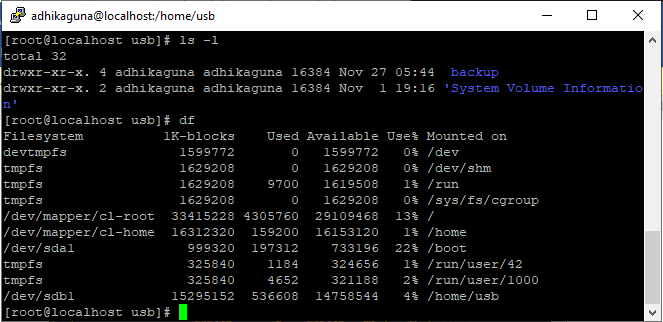 adhikaguna@localhost:/home/usb
[root@localhost usb]# ls -l
total 32
drwxr-xr-x. 4 adhikaguna adhikaguna 16384 Nov 27 05:44  backup
drwxr-xr-x. 2 adhikaguna adhikaguna 16384 Nov  1 19:16 'System Volume Informatio
n'
[root@localhost usb]# df
Filesystem          1K-blocks    Used Available Use% Mounted on
devtmpfs              1599772       0   1599772   0% /dev
tmpfs                 1629208       0   1629208   0% /dev/shm
tmpfs                 1629208    9700   1619508   1% /run
tmpfs                 1629208       0   1629208   0% /sys/fs/cgroup
/dev/mapper/cl-root  33415228 4305760  29109468  13% /
/dev/mapper/cl-home  16312320  159200  16153120   1% /home
/dev/sda1              999320  197312    733196  22% /boot
tmpfs                  325840    1184    324656   1% /run/user/42
tmpfs                  325840    4652    321188   2% /run/user/1000
/dev/sdb1            15295152  536608  14758544   4% /home/usb
[root@localhost usb]#